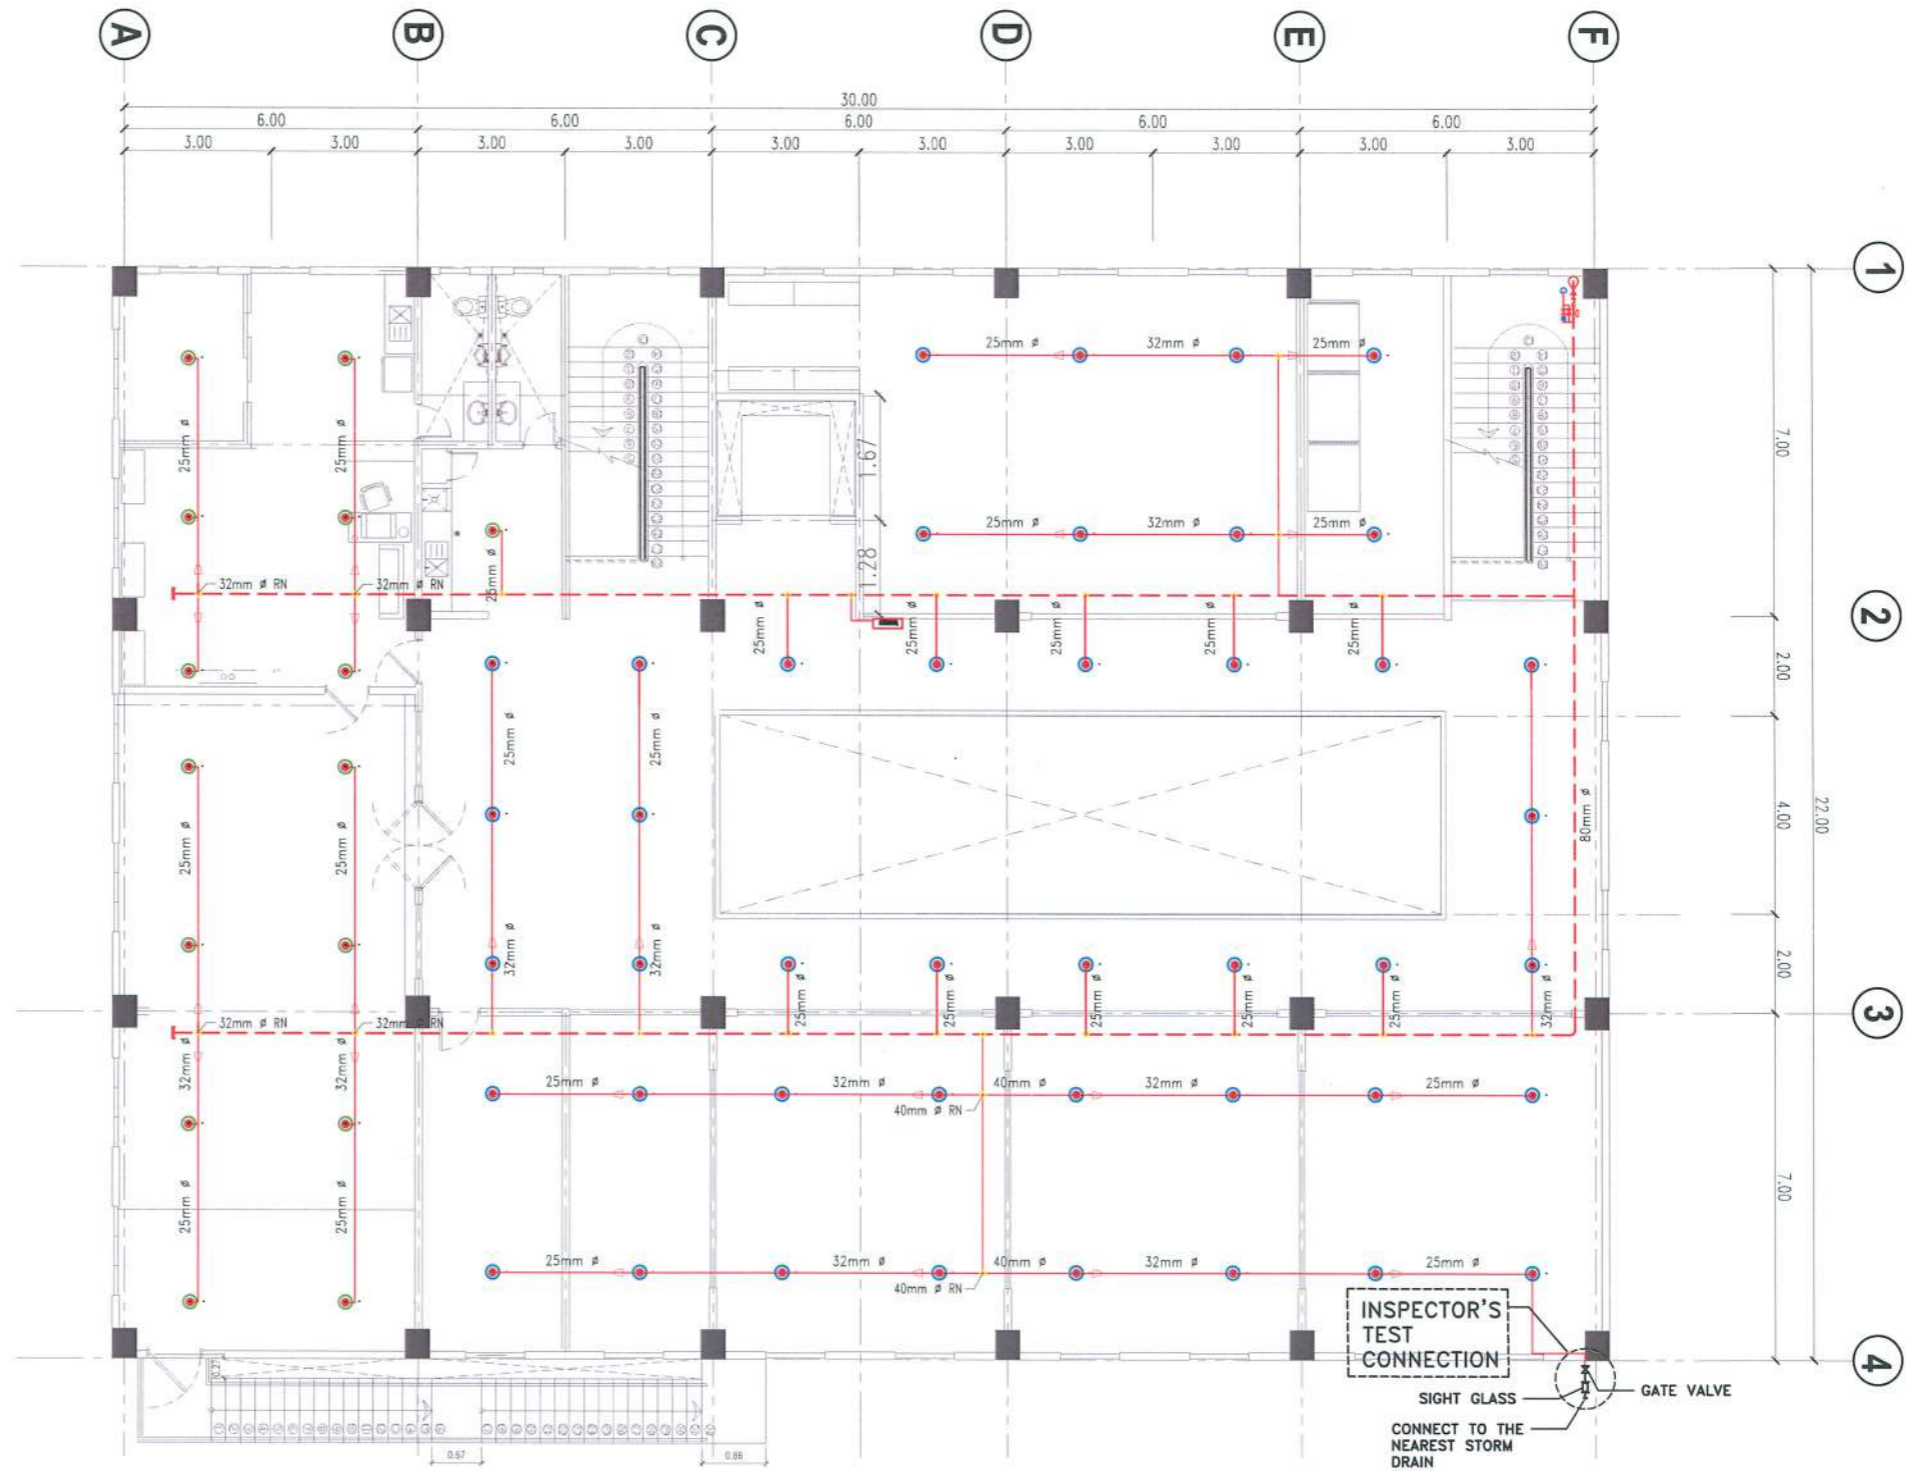 A
B
C
D
E
F
30.00
6.00
6.00
6.00
6.00
6.00
3.00
3.00
3.00
3.00
3.00
3.00
3.00
3.00
3.00
3.00
1
25mm ø
32mm ø
25mm ø
7.00
25mm ø
25mm ø
1.67
25mm ø
32mm ø
25mm ø
1.28
25mm ø
32mm ø RN
32mm ø RN
2
25mm ø
25mm ø
25mm ø
25mm ø
25mm ø
2.00
25mm ø
25mm ø
80mm ø
4.00
22.00
25mm ø
25mm ø
32mm ø
32mm ø
2.00
25mm ø
25mm ø
25mm ø
25mm ø
25mm ø
32mm ø
3
32mm ø RN
32mm ø RN
32mm ø
32mm ø
25mm ø
32mm ø
40mm ø
32mm ø
25mm ø
40mm ø RN
7.00
25mm ø
25mm ø
25mm ø
32mm ø
40mm ø
32mm ø
25mm ø
40mm ø RN
INSPECTOR'S
TEST
CONNECTION
4
0.27
SIGHT GLASS
GATE VALVE
CONNECT TO THE
NEAREST STORM
DRAIN
0.67
0.86